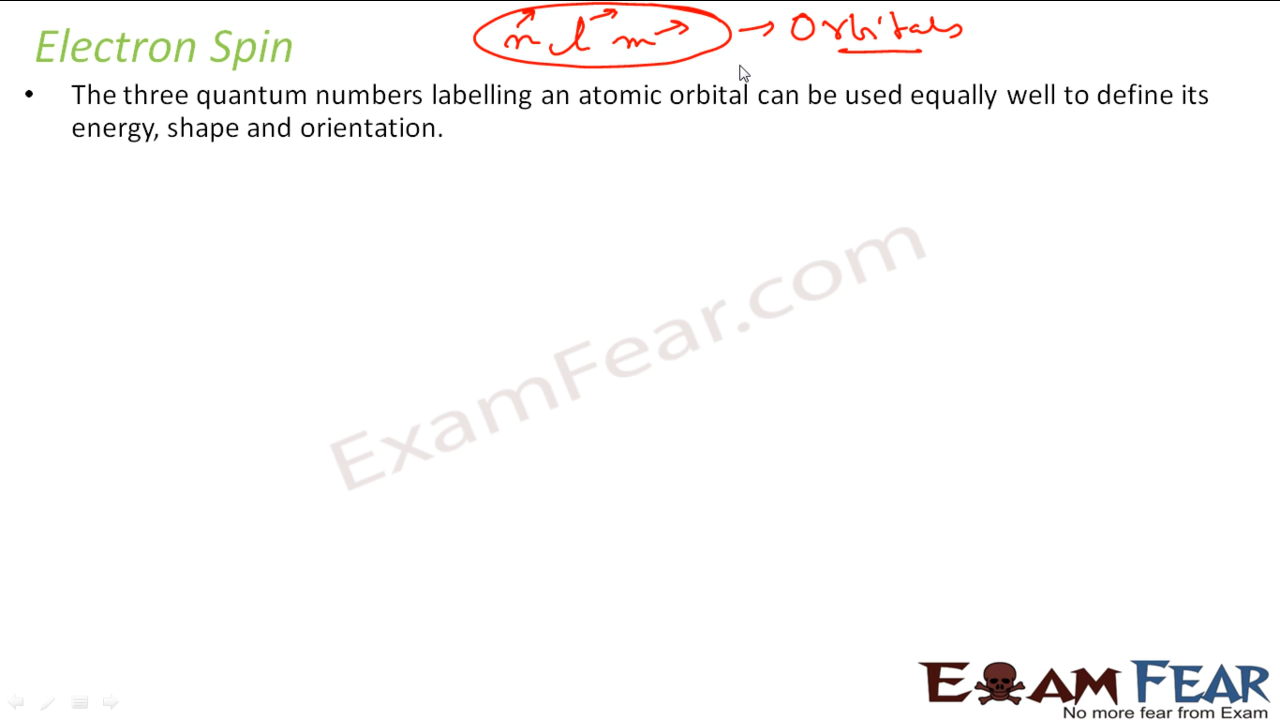 Electron Spin
n l m → Orbitals
• The three quantum numbers labelling an atomic orbital can be used equally well to define its
energy, shape and orientation.
ExamFear.com
EXAM FEAR
No more fear from Exam